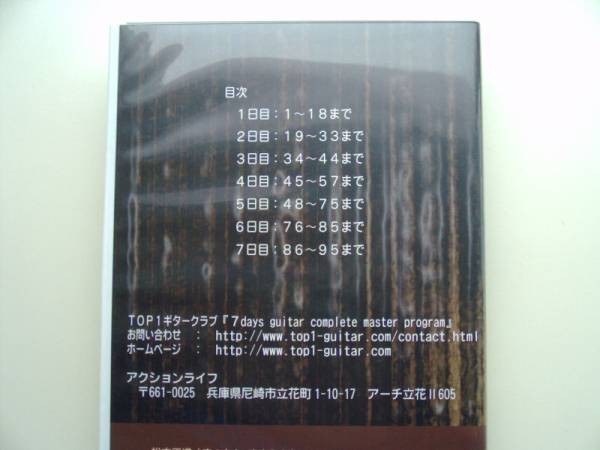 目次
1日目：1～18まで
2日目：19～33まで
3日目：34～44まで
4日目：45～57まで
5日目：48～75まで
6日目：76～85まで
7日目：86～95まで
TOP1ギタークラブ『7days guitar complete master program』
お問い合わせ ： http://www.top1-guitar.com/contact.html
ホームページ ： http://www.top1-guitar.com
アクションライフ
〒661-0025 兵庫県尼崎市立花町1-10-17 アーチ立花Ⅱ605